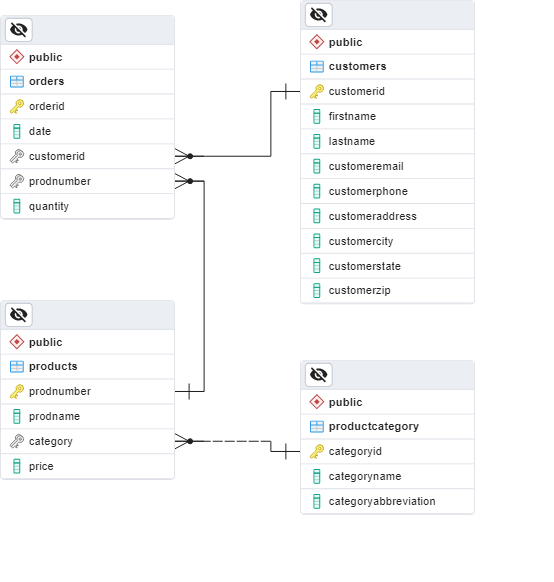 public
orders
orderid
date
customerid
prodnumber
quantity
public
customers
customerid
firstname
lastname
customeremail
customerphone
customeraddress
customercity
customerstate
customerzip
public
products
prodnumber
prodname
category
price
public
productcategory
categoryid
categoryname
categoryabbreviation